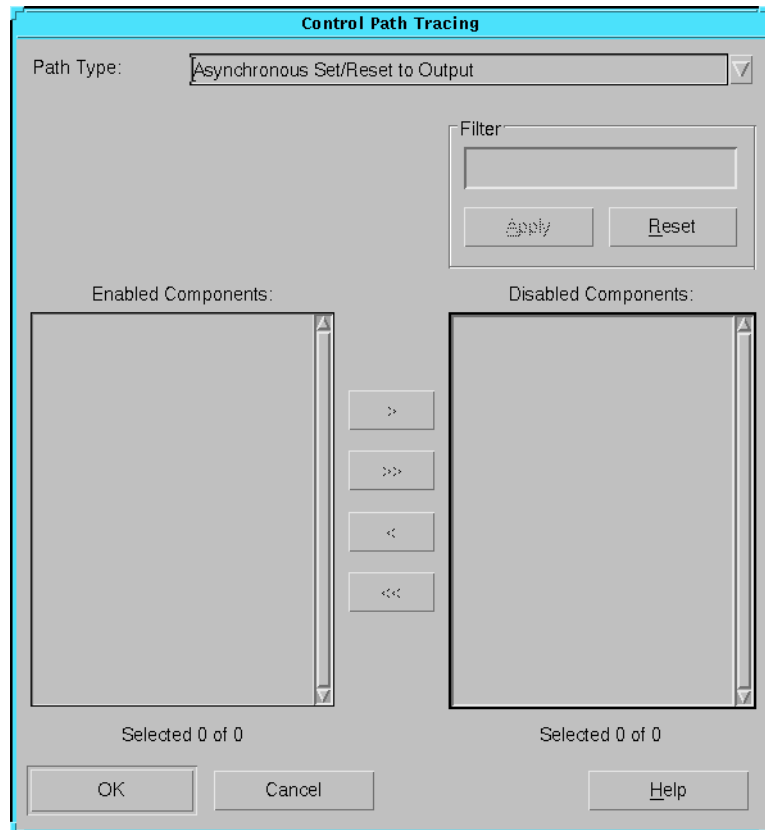 Control Path Tracing
Path Type:
Asynchronous Set/Reset to Output
Filter
Apply
Reset
Enabled Components:
Disabled Components:
>
>>
<
<<
Selected 0 of 0
Selected 0 of 0
OK
Cancel
Help